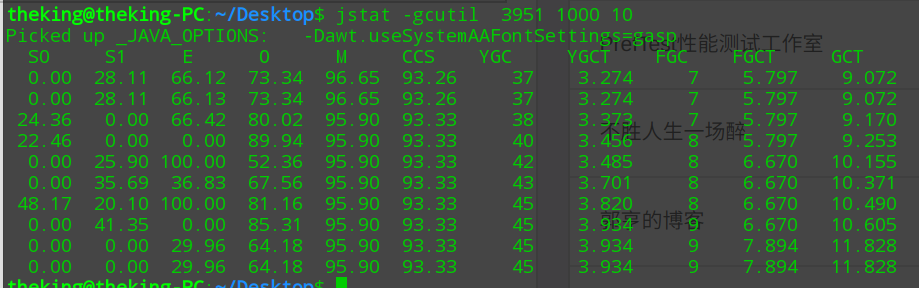 theking@theking-PC:~/Desktop$ jstat -gcutil  3951 1000 10
Picked up _JAVA_OPTIONS:   -Dawt.useSystemAAFontSettings=gasp
性能测试工作室
S0 S1 E O M CCS YGC YGCT FGC FGCT GCT
0.00 28.11 66.12 73.34 96.65 93.26 37 3.274 7 5.797 9.072
0.00 28.11 66.13 73.34 96.65 93.26 37 3.274 7 5.797 9.072
24.36 0.00 66.42 80.02 95.90 93.33 38 3.373 7 5.797 9.170
不胜人生一场醉
22.46 0.00 0.00 89.94 95.90 93.33 40 3.456 8 5.797 9.253
0.00 25.90 100.00 52.36 95.90 93.33 42 3.485 8 6.670 10.155
0.00 35.69 36.83 67.56 95.90 93.33 43 3.701 8 6.670 10.371
48.17 20.10 100.00 81.16 95.90 93.33 45 3.820 8 6.670 10.490
的博客
0.00 41.35 0.00 85.31 95.90 93.33 45 3.934 9 6.670 10.605
0.00 0.00 29.96 64.18 95.90 93.33 45 3.934 9 7.894 11.828
0.00 0.00 29.96 64.18 95.90 93.33 45 3.934 9 7.894 11.828
theking@theking-PC:~/Desktop$